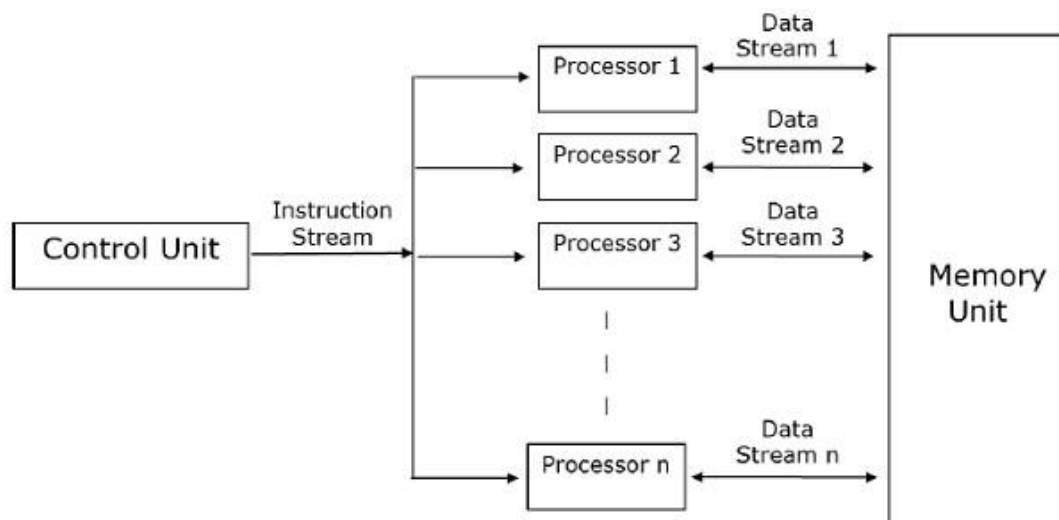 Data
Stream 1
Processor 1
Data
Stream 2
Processor 2
Instruction
Stream
Data
Stream 3
Processor 3
Control Unit
Memory
Unit
Data
Stream n
Processor n